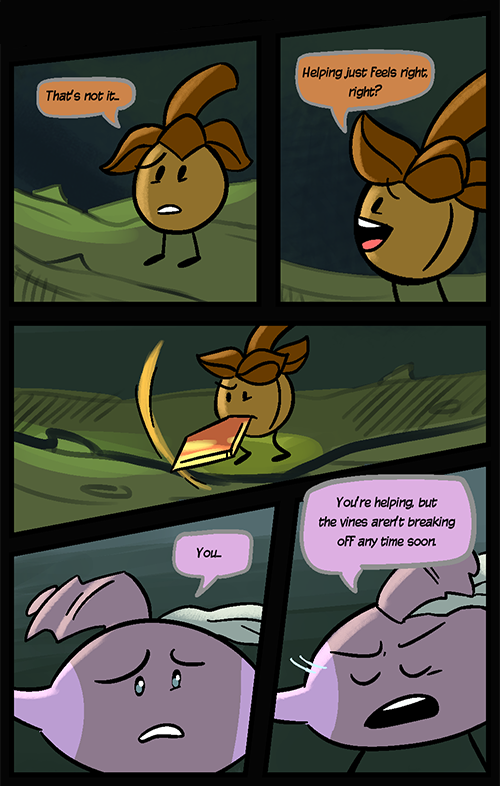 That's not it...
Helping just feels right,
right?
You...
You're helping, but
the vines aren't breaking
off any time soon.